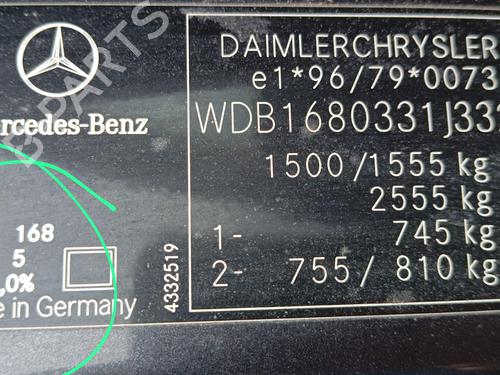 DAIMLERCHRYSLER
e1*96/79*0073
WDB1680331J33
1500/1555 kg
2555 kg
1- 745 kg
2- 755/ 810 kg
rcedes-Benz
168
5
,0%
e in Germany
4332519